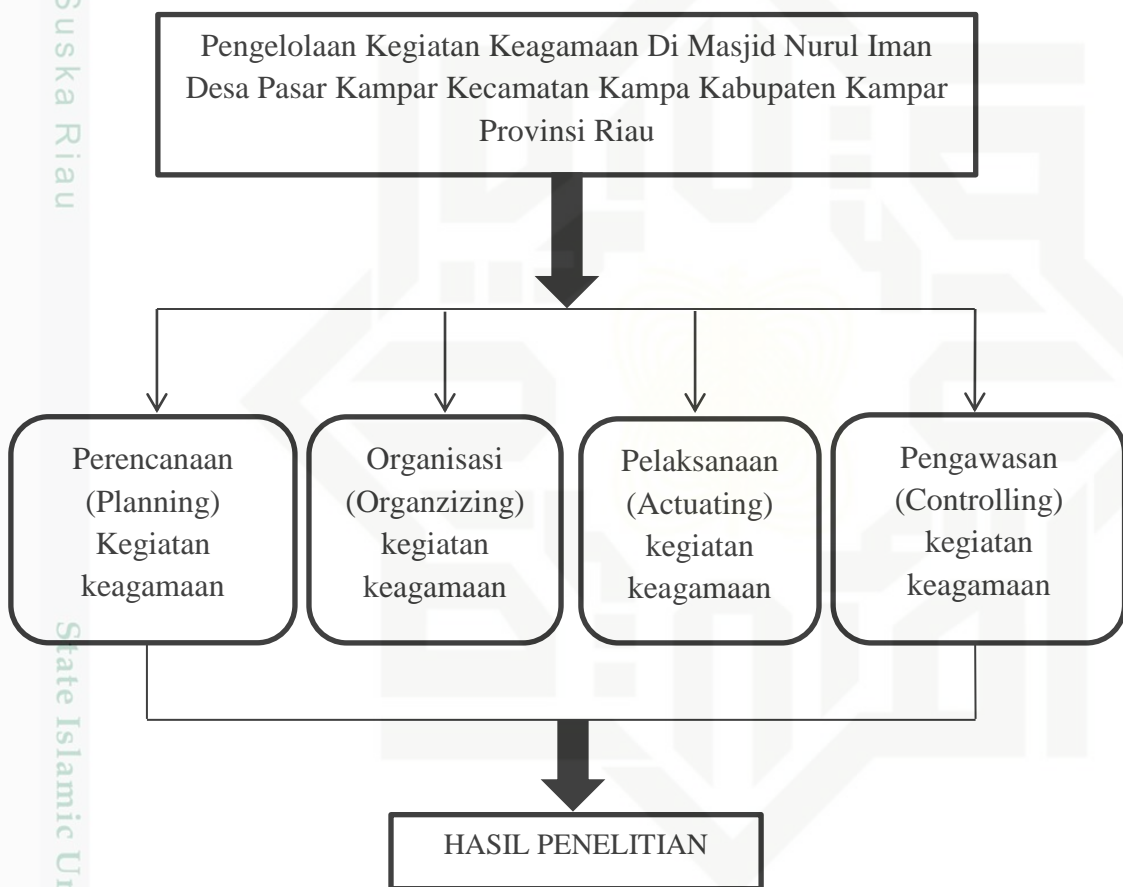 Suska Riau
Pengelolaan Kegiatan Keagamaan Di Masjid Nurul Iman
Desa Pasar Kampar Kecamatan Kampa Kabupaten Kampar
Provinsi Riau
Perencanaan
(Planning)
Kegiatan
keagamaan
Organisasi
(Organzizing)
kegiatan
keagamaan
Pelaksanaan
(Actuating)
kegiatan
keagamaan
Pengawasan
(Controlling)
kegiatan
keagamaan
State Islamic
HASIL PENELITIAN